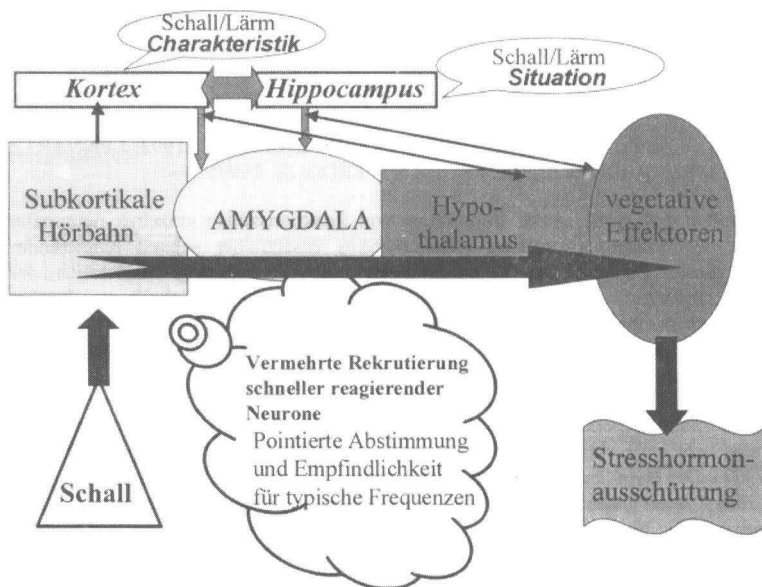 Schall/Lärm
Charakteristik
Schall/Lärm
Situation
Kortex
Hippocampus
Subkortikale
Hörbahn
AMYGDALA
Hypo-
thalamus
vegetative
Effektoren
Vermehrte Rekrutierung
schneller reagierender
Neurone
Pointierte Abstimmung
und Empfindlichkeit
für typische Frequenzen
Schall
Stresshormon-
ausschüttung